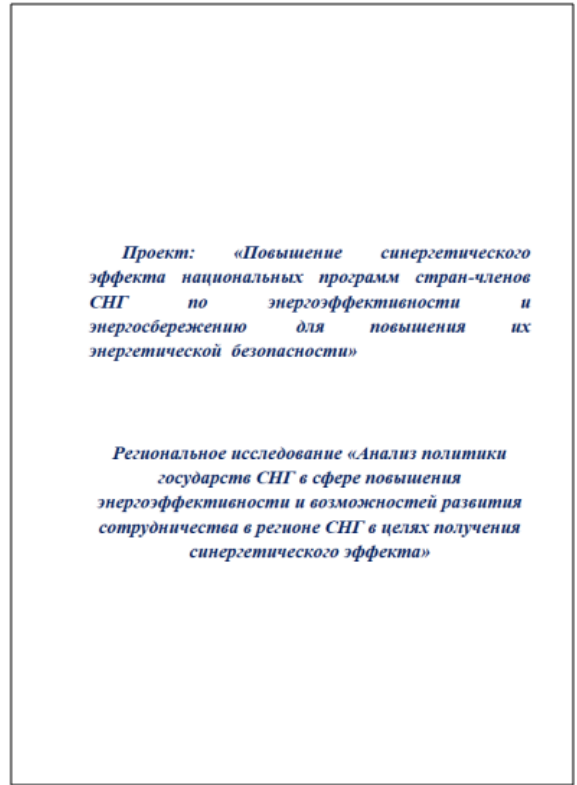 Проект: «Повышение синергетического
эффекта национальных программ стран-членов
СНГ по энергоэффективности и
энергосбережению для повышения их
энергетической безопасности»
Региональное исследование «Анализ политики
государств СНГ в сфере повышения
энергоэффективности и возможностей развития
сотрудничества в регионе СНГ в целях получения
синергетического эффекта»